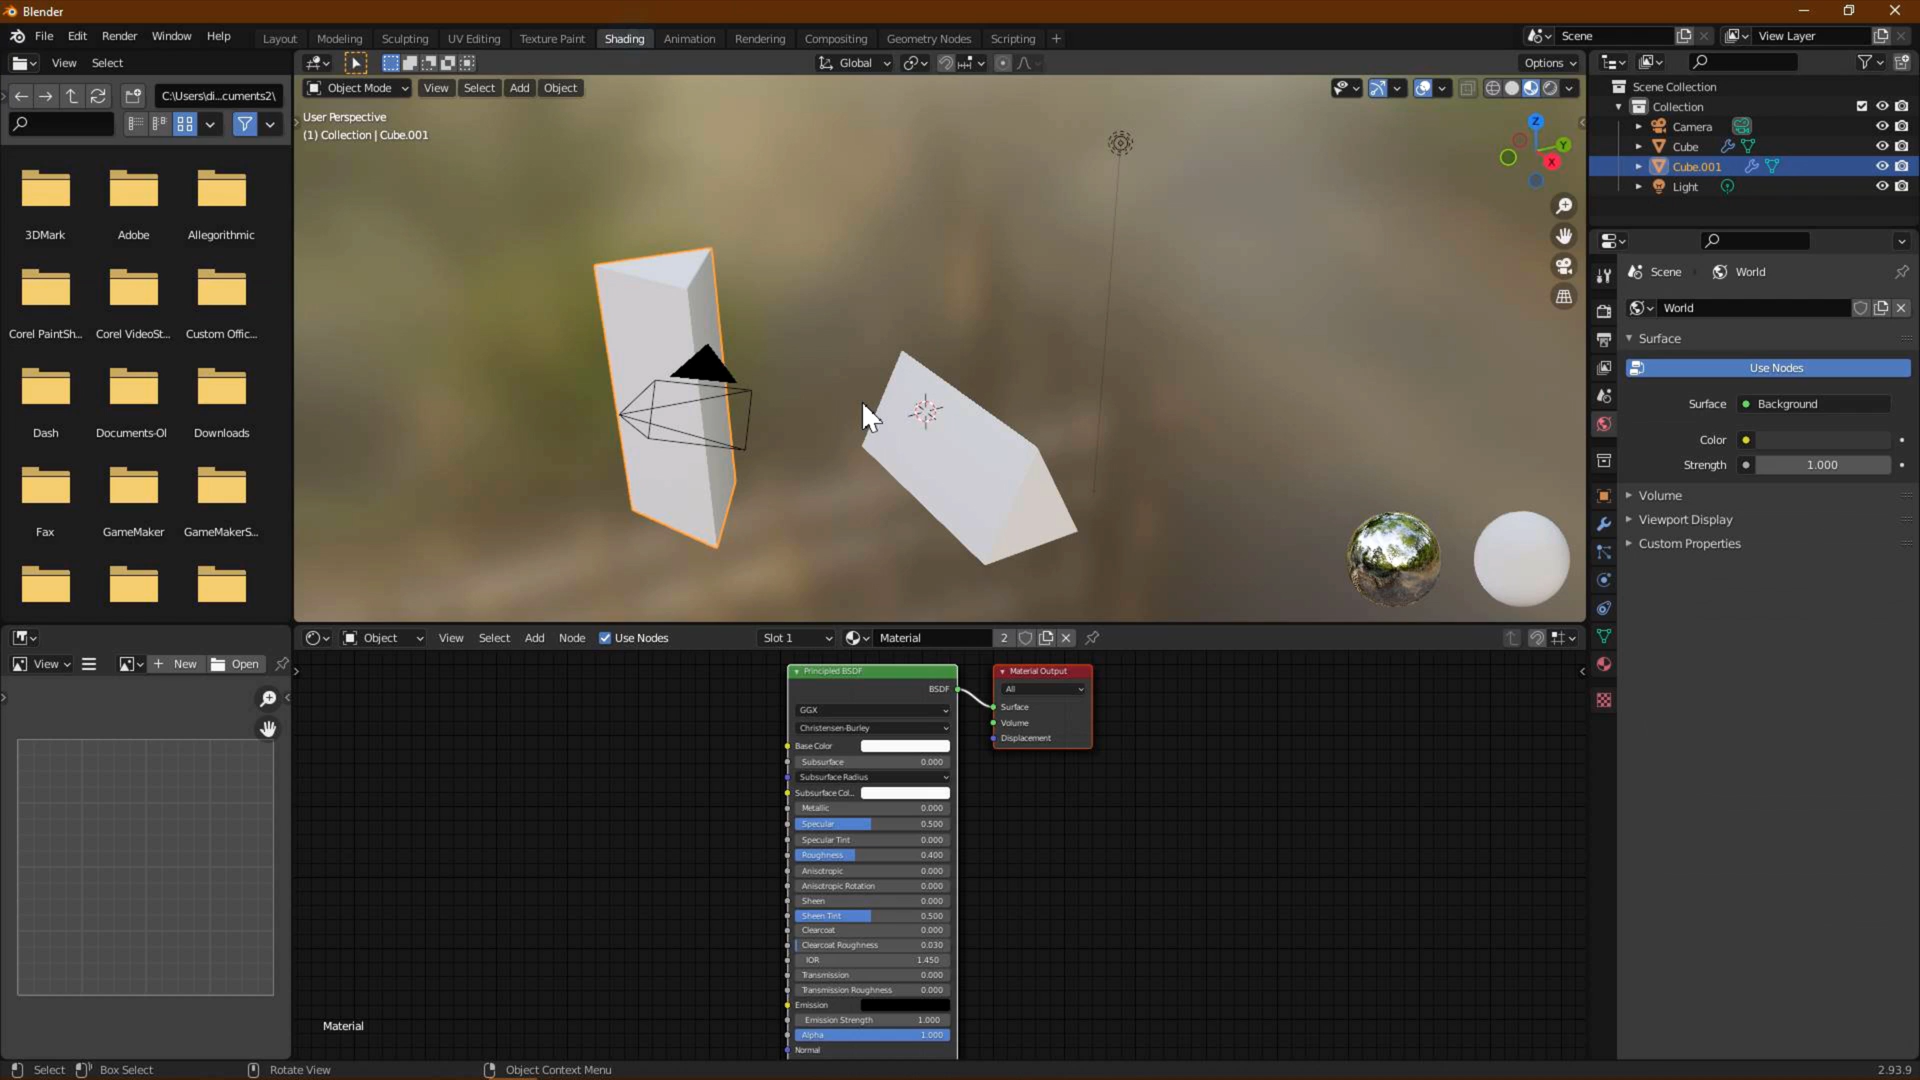 Blender
File Edit Render Window Help
Layout Modeling Sculpting UV Editing Texture Paint Shading Animation Rendering Compositing Geometry Nodes Scripting +
Scene View Layer
View Select
Global Options
C:\Users\di...cuments2\
Object Mode View Select Add Object
User Perspective
(1) Collection | Cube.001
3DMark Adobe Allegorithmic
Corel PaintSh... Corel VideoSt... Custom Offic...
Dash Documents-Ol Downloads
Fax GameMaker GameMakerS...
Z
Y
X
Scene Collection
Collection
Camera
Cube
Cube.001
Light
Scene > World
World
Surface
Use Nodes
Surface Background
Color
Strength 1.000
Volume
Viewport Display
Custom Properties
View + New Open
Object View Select Add Node Use Nodes Slot 1 Material 2
Principled BSDF
BSDF
GGX
Christensen-Burley
Base Color
Subsurface 0.000
Subsurface Radius
Subsurface Col...
Metallic 0.000
Specular 0.500
Specular Tint 0.000
Roughness 0.400
Anisotropic 0.000
Anisotropic Rotation 0.000
Sheen 0.000
Sheen Tint 0.500
Clearcoat 0.000
Clearcoat Roughness 0.030
IOR 1.450
Transmission 0.000
Transmission Roughness 0.000
Emission
Emission Strength 1.000
Alpha 1.000
Normal
Material Output
All
Surface
Volume
Displacement
Material
Select Box Select Rotate View Object Context Menu 2.93.9